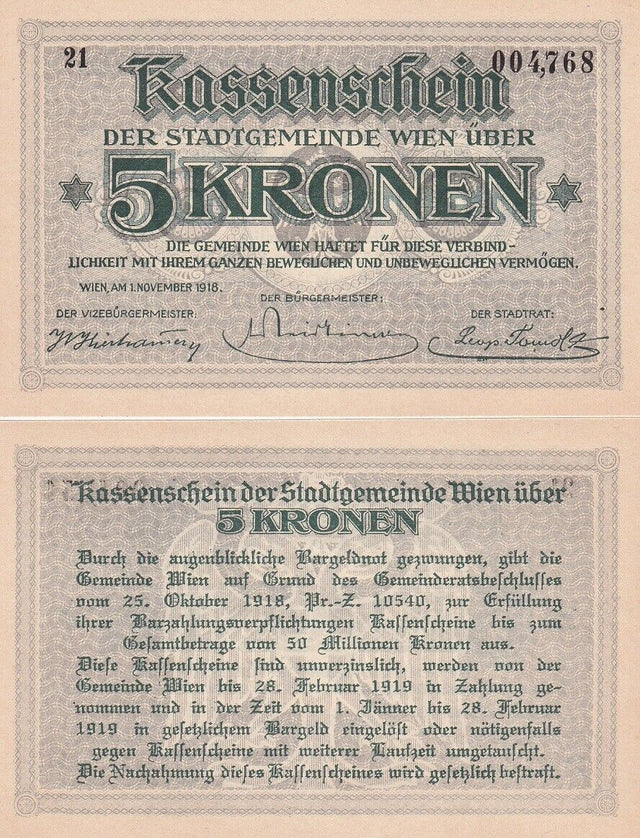 21
004,768
Kassenschein
DER STADTGEMEINDE WIEN ÜBER
5 KRONEN
DIE GEMEINDE WIEN HAFTET FÜR DIESE VERBIND-
LICHKEIT MIT IHREM GANZEN BEWEGLICHEN UND UNBEWEGLICHEN VERMÖGEN.
WIEN, AM 1. NOVEMBER 1918.
DER BÜRGERMEISTER:
DER VIZEBÜRGERMEISTER:
DER STADTRAT:
Kassenschein der Stadtgemeinde Wien über
5 KRONEN
Durch die augenblickliche Bargeldnot gezwungen, gibt die
Gemeinde Wien auf Grund des Gemeinderatsbeschlusses
vom 25. Oktober 1918, Pr.-Z. 10540, zur Erfüllung
ihrer Barzahlungsverpflichtungen Kassenscheine bis zum
Gesamtbetrage von 50 Millionen Kronen aus.
Diese Kassenscheine sind unverzinslich, werden von der
Gemeinde Wien bis 28. Februar 1919 in Zahlung ge-
nommen und in der Zeit vom 1. Jänner bis 28. Februar
1919 in gesetzlichem Bargeld eingelöst oder nötigenfalls
gegen Kassenscheine mit weiterer Laufzeit umgetauscht.
Die Nachahmung dieses Kassenscheines wird gesetzlich bestraft.